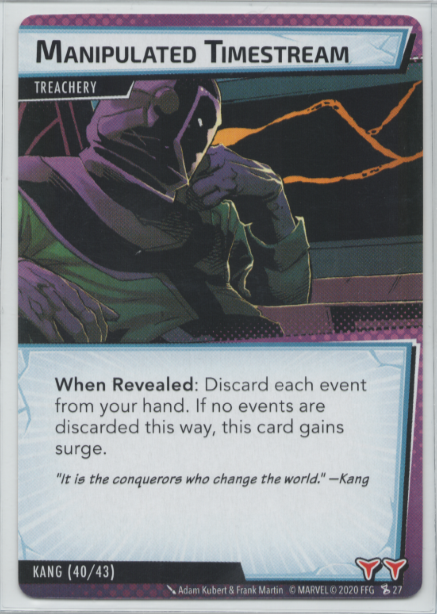 MANIPULATED TIMESTREAM
TREACHERY
When Revealed: Discard each event
from your hand. If no events are
discarded this way, this card gains
surge.
"It is the conquerors who change the world." —Kang
KANG (40/43)
Adam Kubert & Frank Martin © MARVEL © 2020 FFG 27